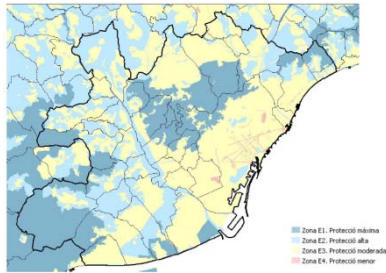 Zona E1. Protecció màxima
Zona E2. Protecció alta
Zona E3. Protecció moderada
Zona E4. Protecció menor